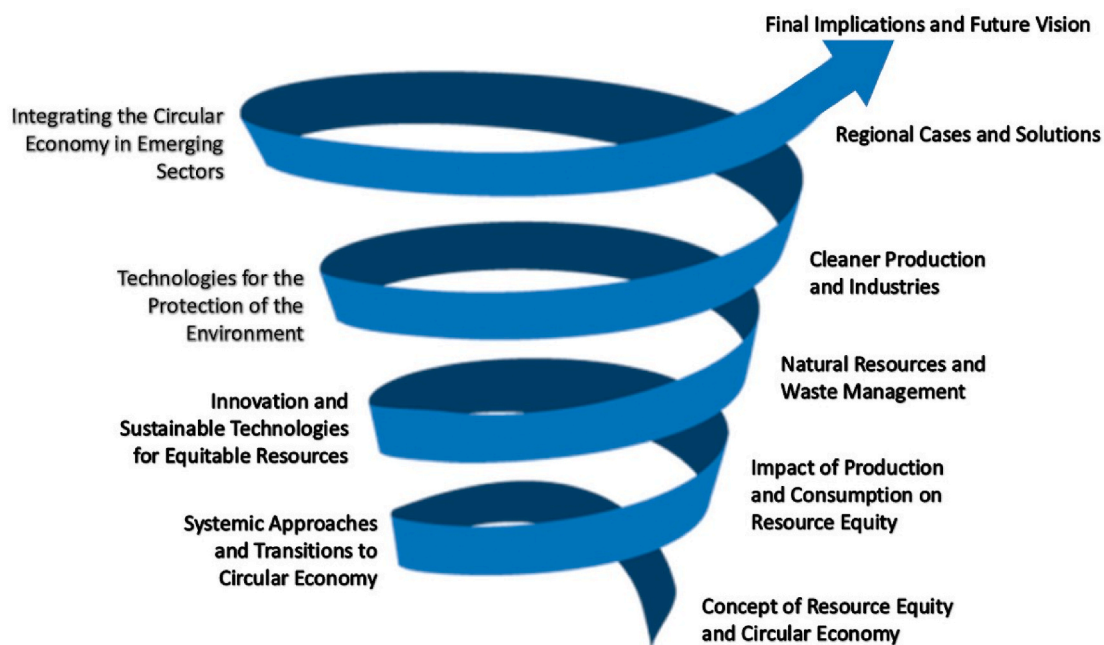 Final Implications and Future Vision
Integrating the Circular
Economy in Emerging
Sectors
Regional Cases and Solutions
Technologies for the
Protection of the
Environment
Cleaner Production
and Industries
Innovation and
Sustainable Technologies
for Equitable Resources
Natural Resources and
Waste Management
Systemic Approaches
and Transitions to
Circular Economy
Impact of Production
and Consumption on
Resource Equity
Concept of Resource Equity
and Circular Economy